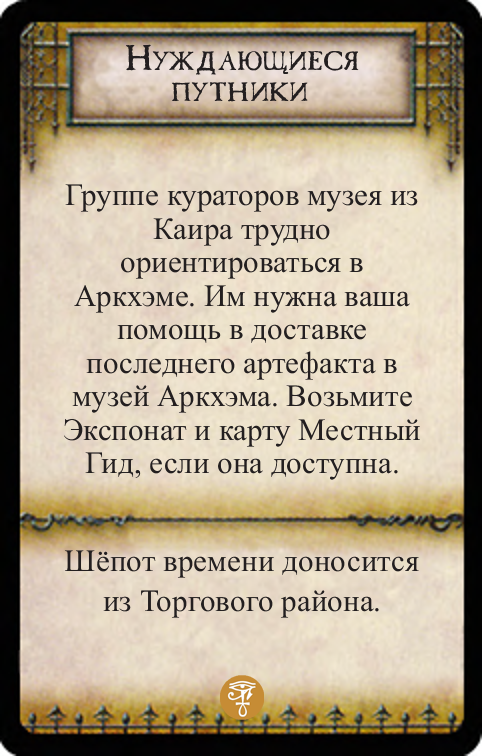 Нуждающиеся
путники
Группе кураторов музея из
Каира трудно
ориентироваться в
Аркхэме. Им нужна ваша
помощь в доставке
последнего артефакта в
музей Аркхэма. Возьмите
Экспонат и карту Местный
Гид, если она доступна.
Шёпот времени доносится
из Торгового района.